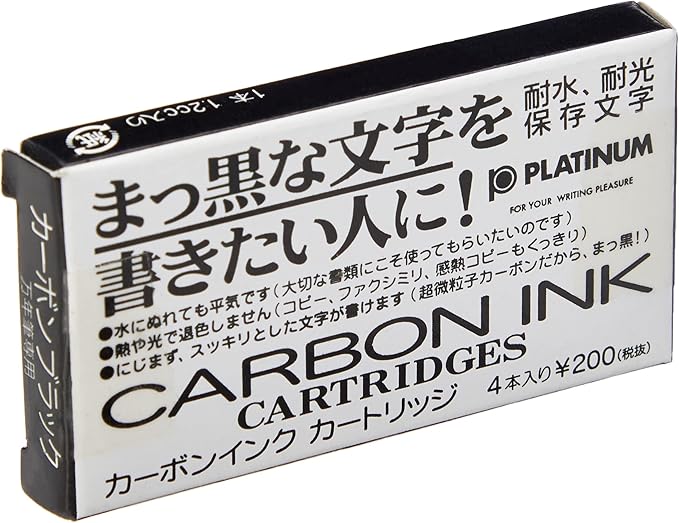 1本 1.2cc入り
紙
まっ黒な文字を
書きたい人に!
耐水、耐光
保存文字
PLATINUM
FOR YOUR WRITING PLEASURE
●水にぬれても平気です(大切な書類にこそ使ってもらいたいのです)
●熱や光で退色しません(コピー、ファクシミリ、感熱コピーもくっきり)
●にじまず、スッキリとした文字が書けます(超微粒子カーボンだから、まっ黒!)
CARBON INK
CARTRIDGES
4本入り¥200(税抜)
カーボンインク カートリッジ
カーボンブラック
万年筆専用